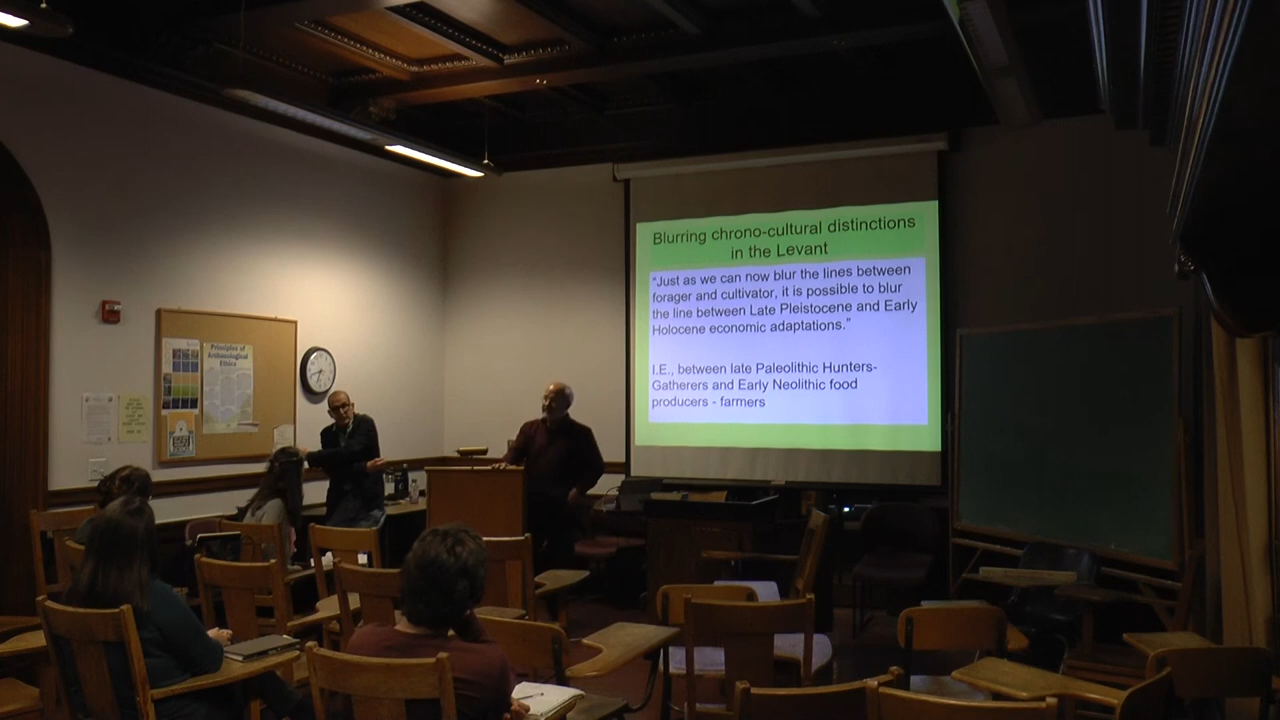 Blurring chrono-cultural distinctions
in the Levant
“Just as we can now blur the lines between
forager and cultivator, it is possible to blur
the line between Late Pleistocene and Early
Holocene economic adaptations.”
I.E., between late Paleolithic Hunters-
Gatherers and Early Neolithic food
producers - farmers
Principles of
Archaeological
Ethics